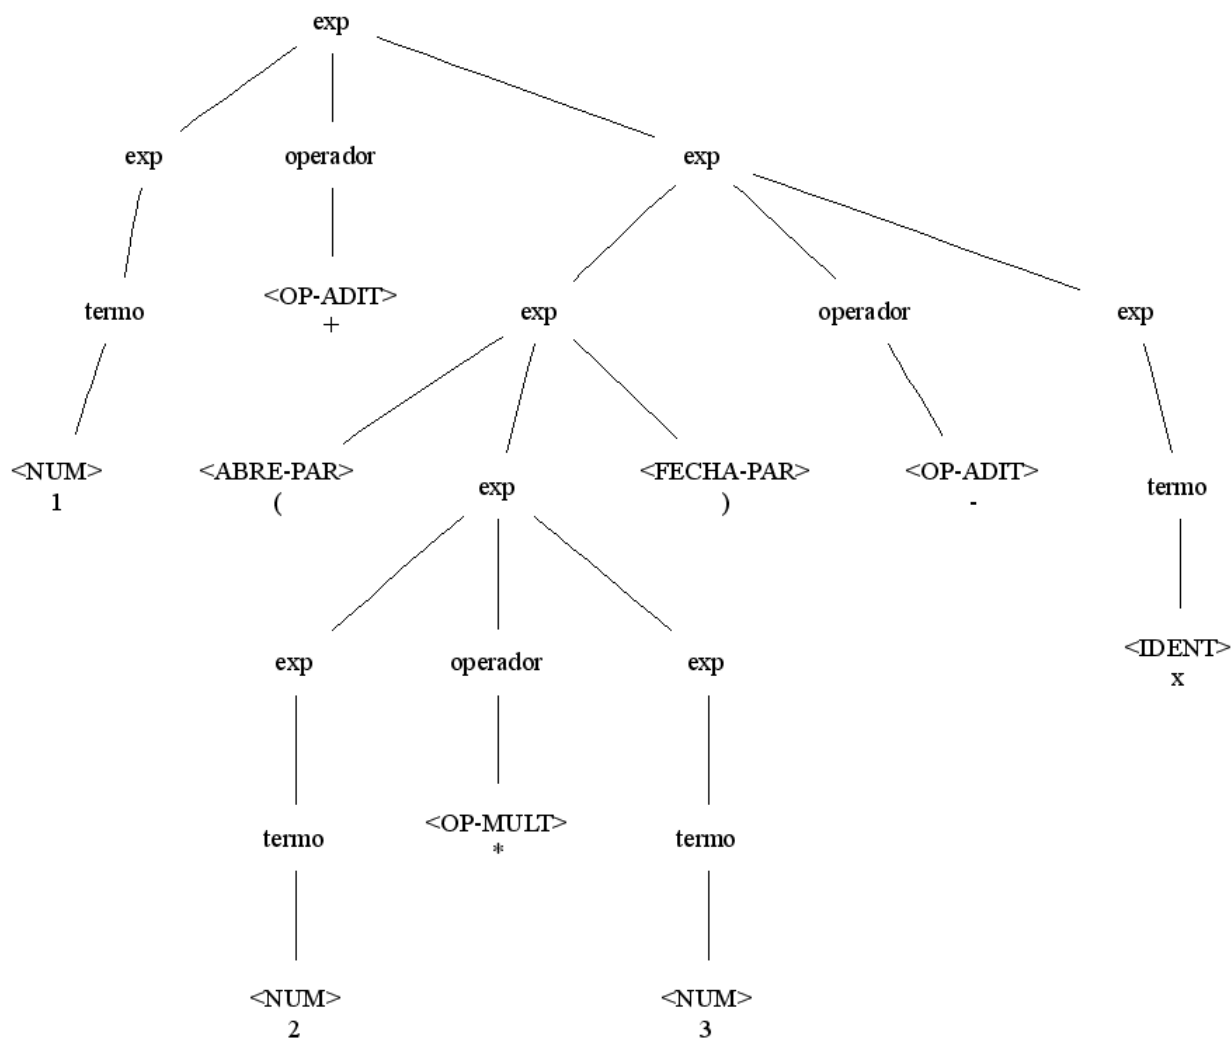 exp
exp operador exp
termo <OP-ADIT> exp operador exp
+
<NUM> <ABRE-PAR> exp <FECHA-PAR> <OP-ADIT> termo
1 ( ) -
exp operador exp <IDENT>
x
termo <OP-MULT> termo
*
<NUM> <NUM>
2 3